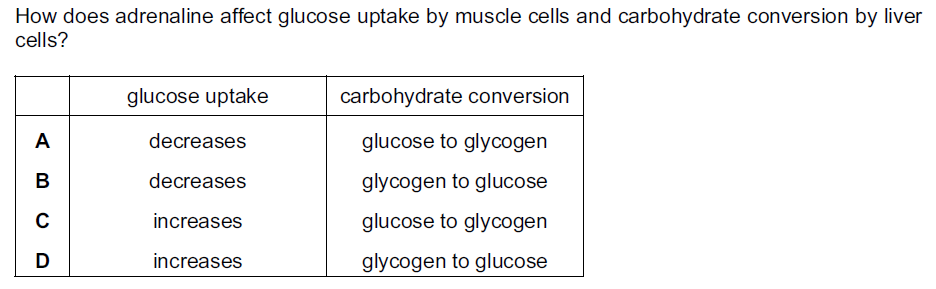 How does adrenaline affect glucose uptake by muscle cells and carbohydrate conversion by liver
cells?
glucose uptake carbohydrate conversion
A decreases glucose to glycogen
B decreases glycogen to glucose
C increases glucose to glycogen
D increases glycogen to glucose